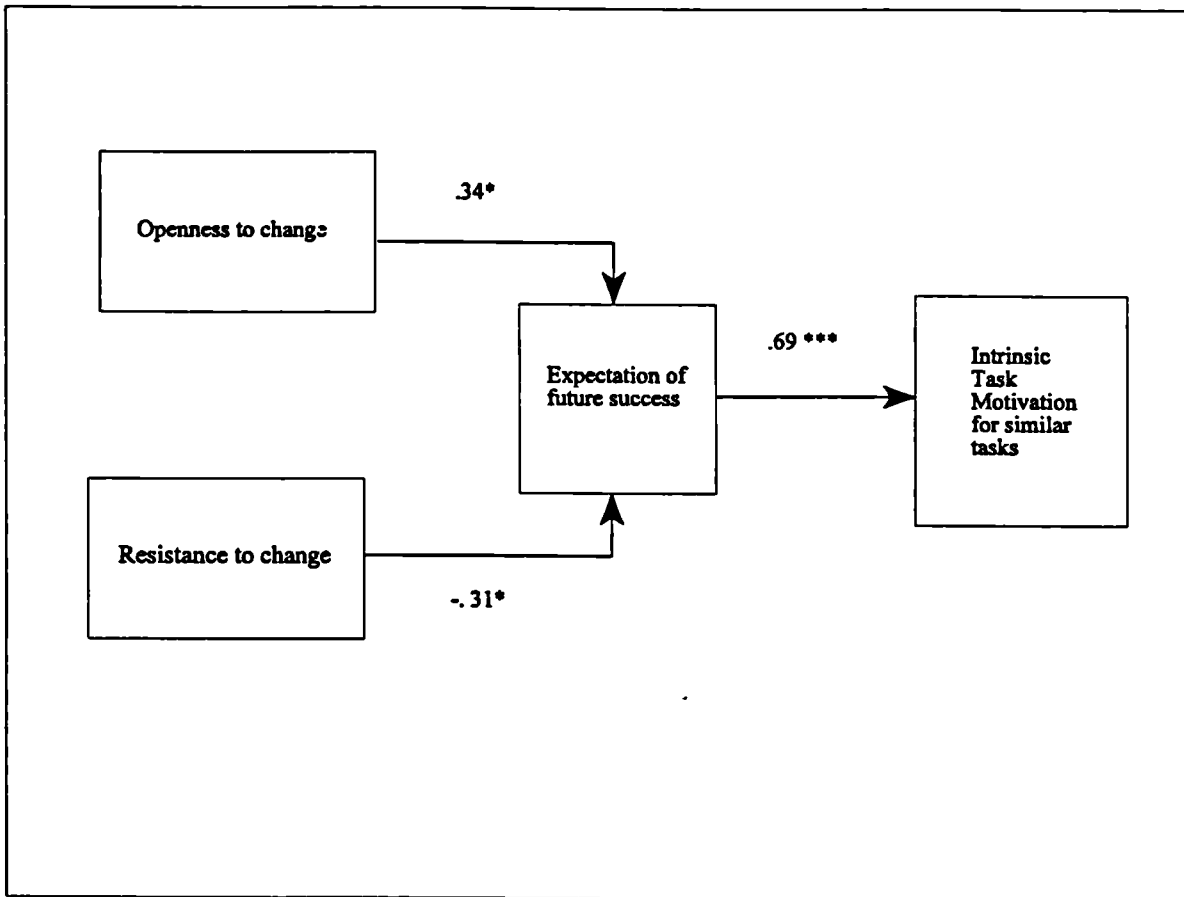 .34*
Openness to change
Expectation of
future success
.69 ***
Intrinsic
Task
Motivation
for similar
tasks
Resistance to change
-. 31*